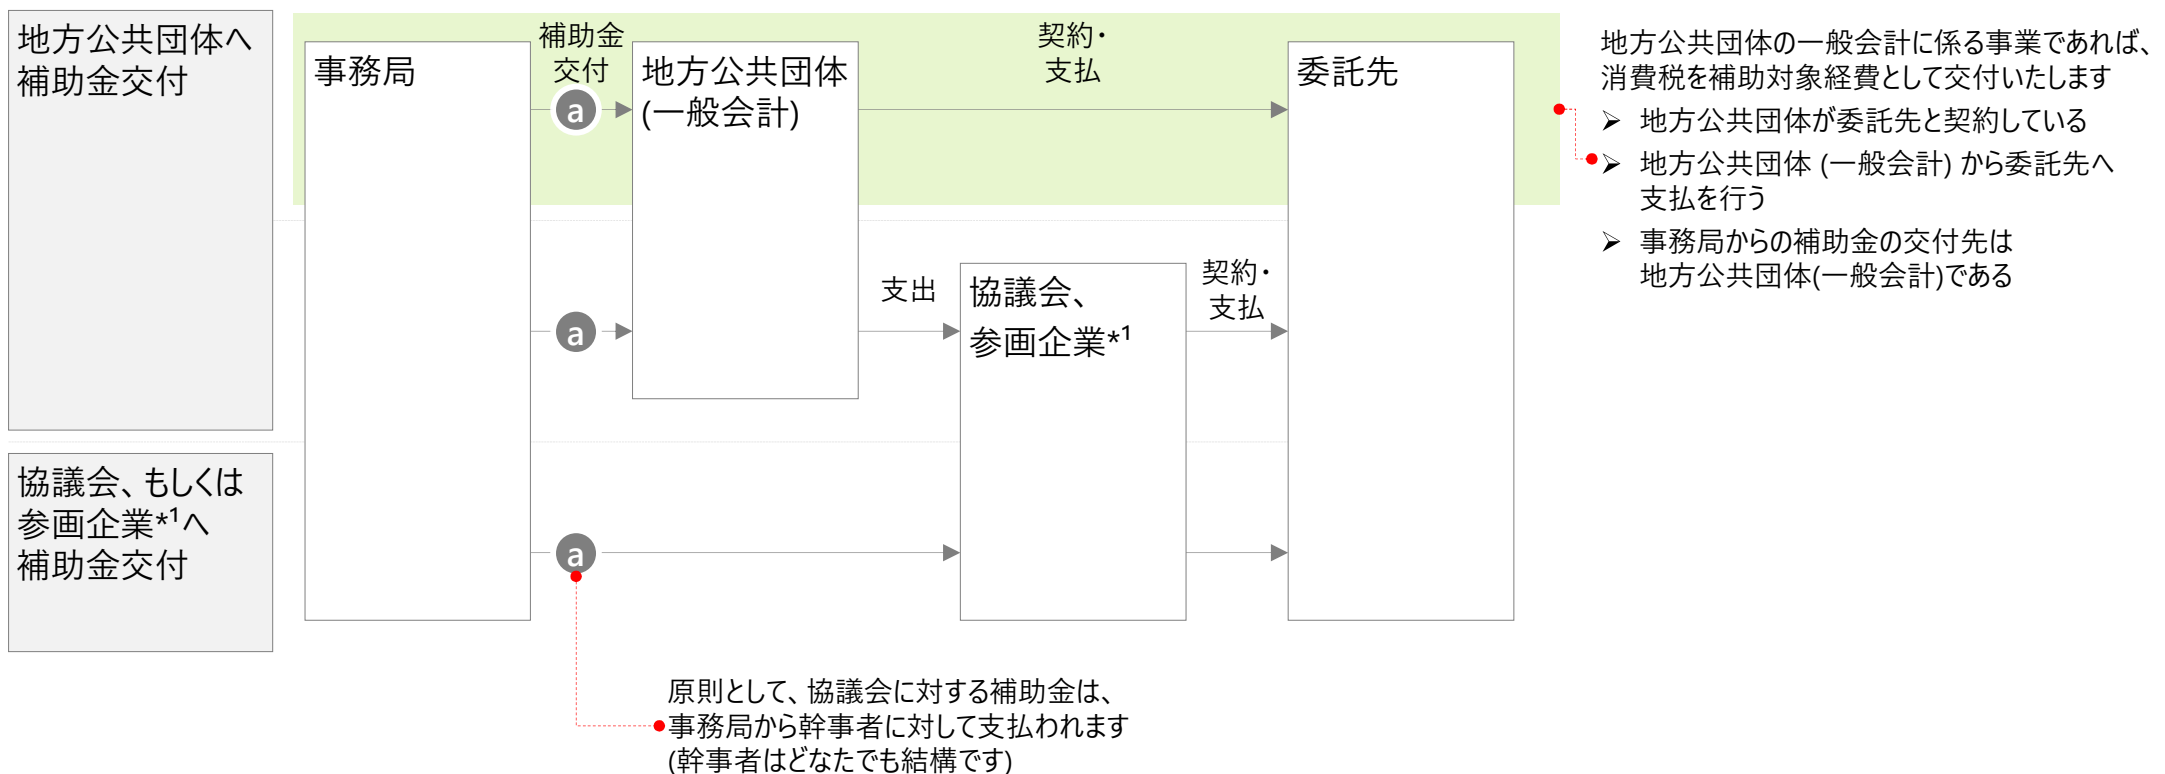 地方公共団体へ
補助金交付
事務局
補助金
交付
a
地方公共団体
(一般会計)
契約・
支払
委託先
地方公共団体の一般会計に係る事業であれば、
消費税を補助対象経費として交付いたします
➢ 地方公共団体が委託先と契約している
➢ 地方公共団体 (一般会計) から委託先へ
支払を行う
➢ 事務局からの補助金の交付先は
地方公共団体(一般会計)である
a
支出
協議会、
参画企業*¹
契約・
支払
協議会、もしくは
参画企業*¹へ
補助金交付
a
原則として、協議会に対する補助金は、
事務局から幹事者に対して支払われます
(幹事者はどなたでも結構です)